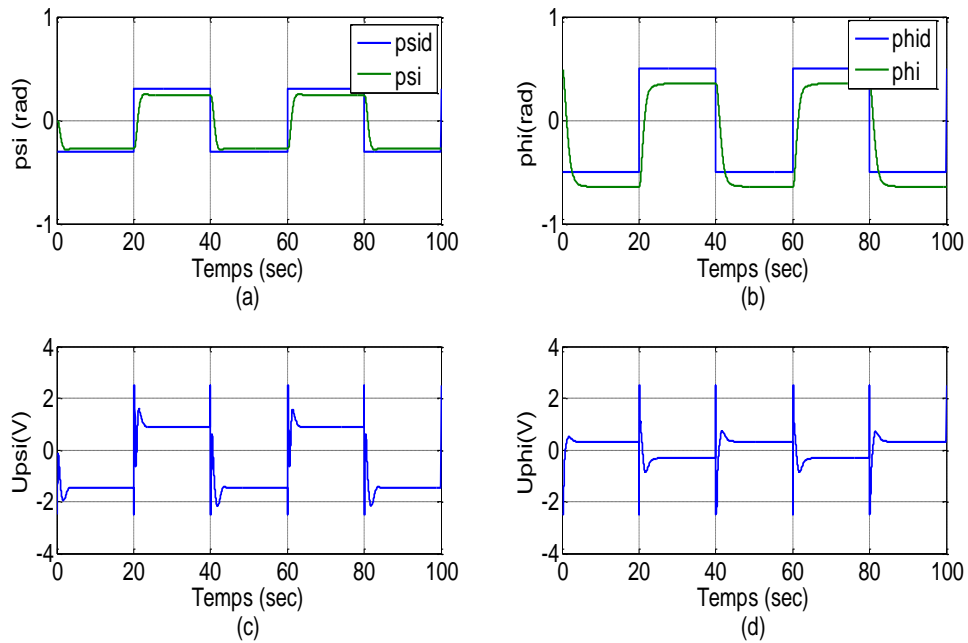 1
0
-1
psi (rad)
psid
psi
0 20 40 60 80 100
Temps (sec)
(a)
1
0
-1
phi(rad)
phid
phi
0 20 40 60 80 100
Temps (sec)
(b)
4
2
0
-2
-4
Upsi(V)
0 20 40 60 80 100
Temps (sec)
(c)
4
2
0
-2
-4
Uphi(V)
0 20 40 60 80 100
Temps (sec)
(d)